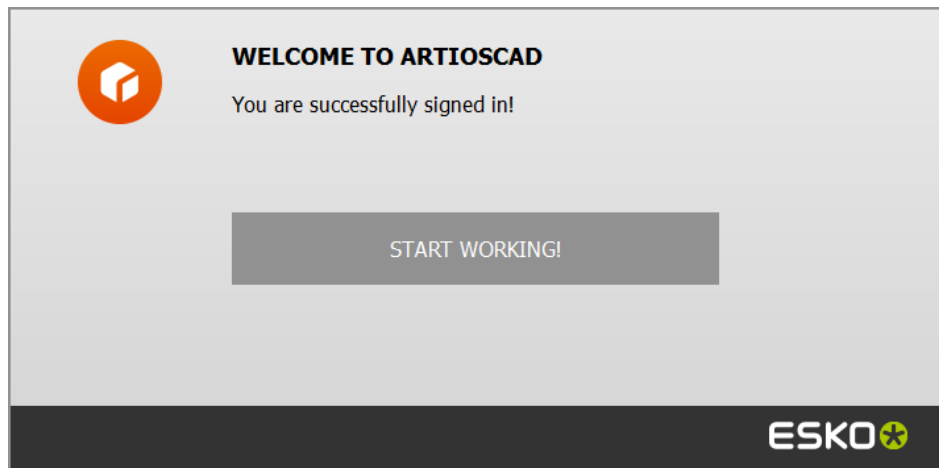 WELCOME TO ARTIOSCAD
You are successfully signed in!
START WORKING!
ESKO